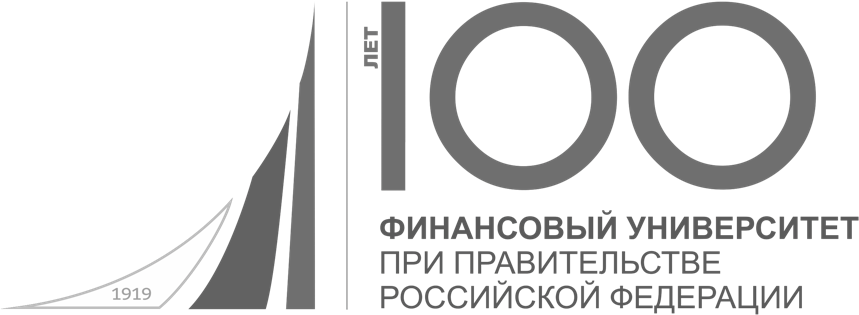 1919
ЛЕТ
100
ФИНАНСОВЫЙ УНИВЕРСИТЕТ
ПРИ ПРАВИТЕЛЬСТВЕ
РОССИЙСКОЙ ФЕДЕРАЦИИ